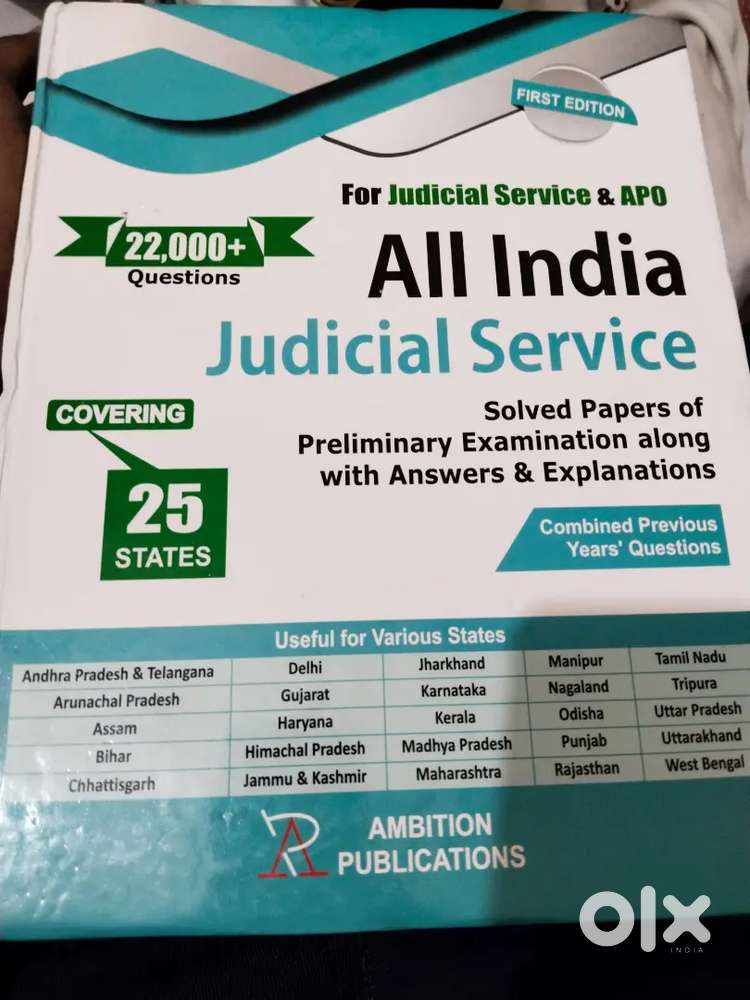 FIRST EDITION
For Judicial Service & APO
22,000+
Questions
All India
Judicial Service
COVERING
25
STATES
Solved Papers of
Preliminary Examination along
with Answers & Explanations
Combined Previous
Years' Questions
Useful for Various States
Andhra Pradesh & Telangana Delhi Jharkhand Manipur Tamil Nadu
Arunachal Pradesh Gujarat Karnataka Nagaland Tripura
Assam Haryana Kerala Odisha Uttar Pradesh
Bihar Himachal Pradesh Madhya Pradesh Punjab Uttarakhand
Chhattisgarh Jammu & Kashmir Maharashtra Rajasthan West Bengal
AMBITION
PUBLICATIONS
olx
INDIA